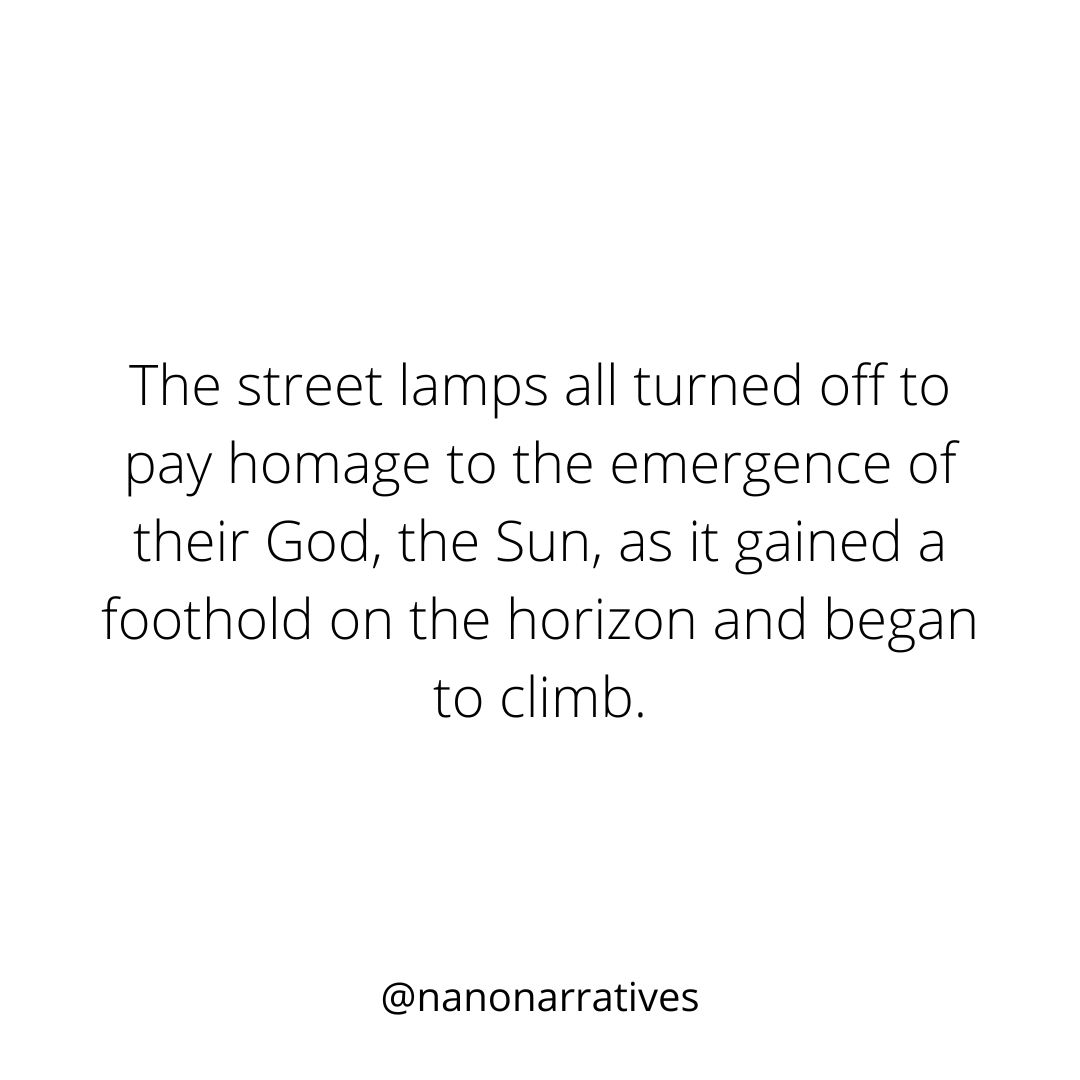 The street lamps all turned off to
pay homage to the emergence of
their God, the Sun, as it gained a
foothold on the horizon and began
to climb.
@nanonarratives